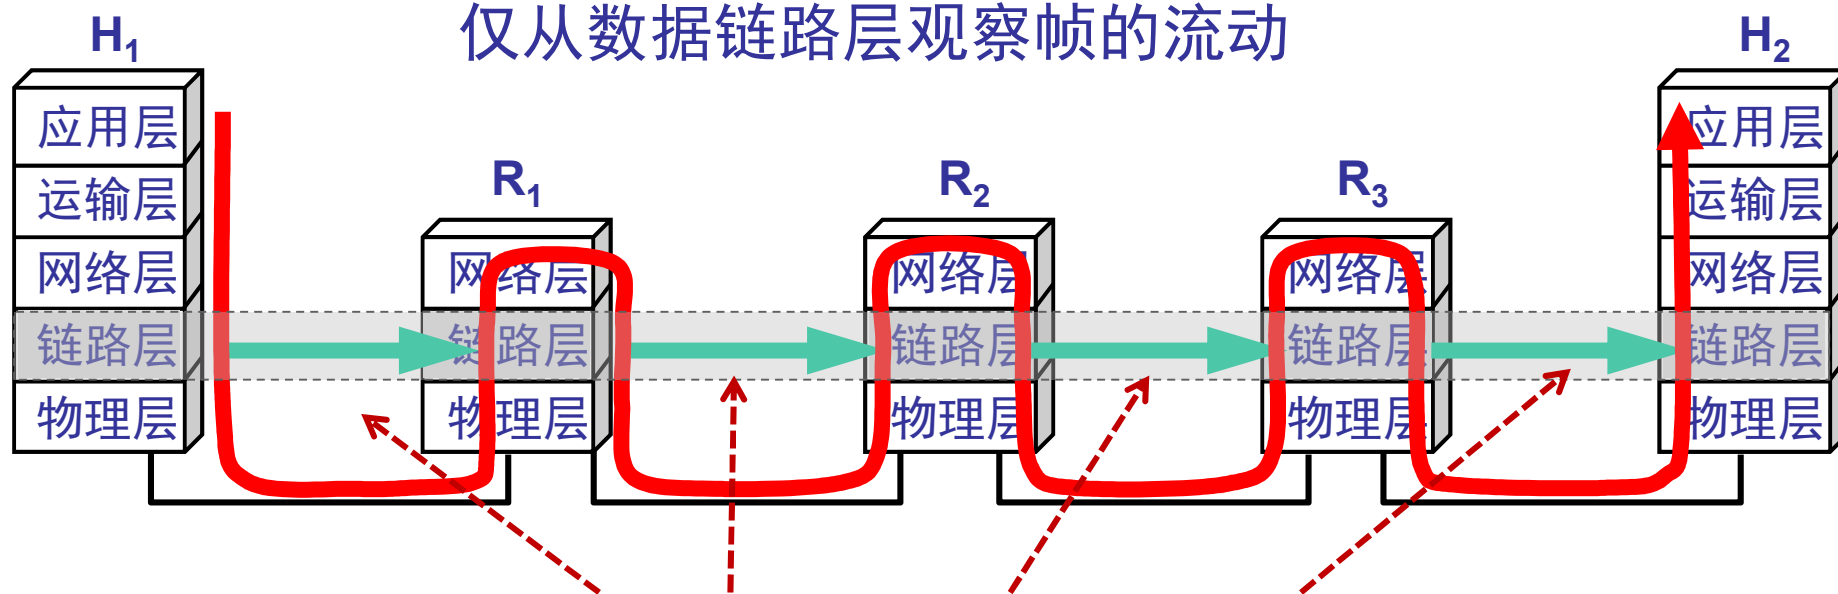 仅从数据链路层观察帧的流动
H₁
应用层
运输层
网络层
链路层
物理层
R₁
网络层
链路层
物理层
R₂
网络层
链路层
物理层
R₃
网络层
链路层
物理层
H₂
应用层
运输层
网络层
链路层
物理层